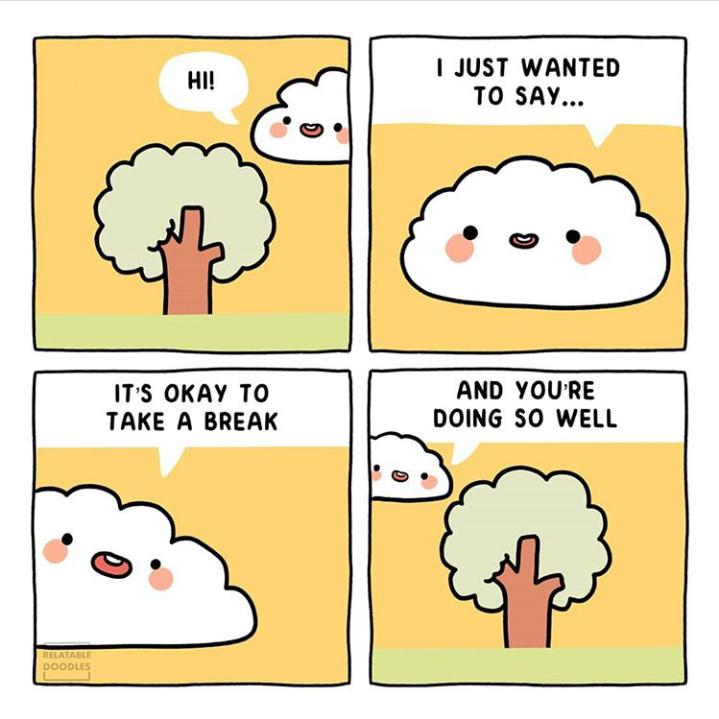 HI!
I JUST WANTED
TO SAY...
IT'S OKAY TO
TAKE A BREAK
RELATABLE
DOODLES
AND YOU'RE
DOING SO WELL